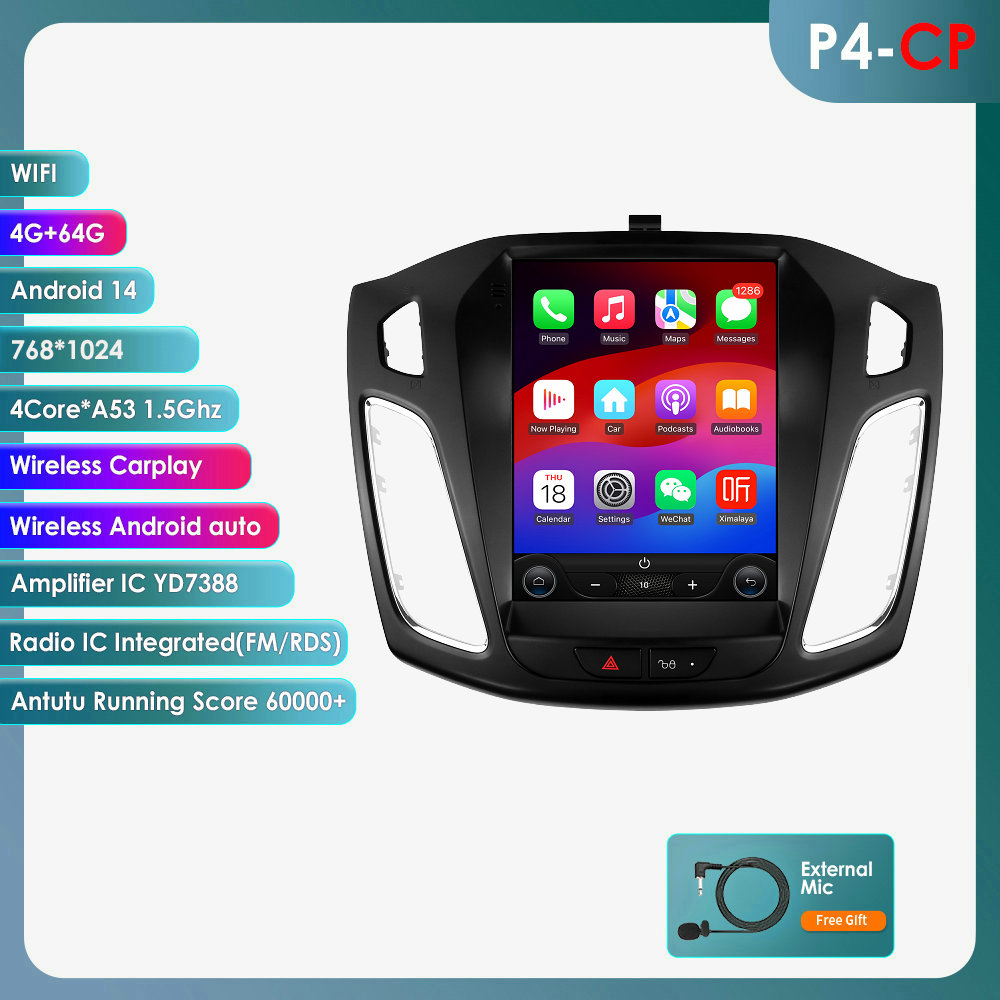 P4-CP
WIFI
4G+64G
Android 14
768*1024
4Core*A53 1.5Ghz
Wireless Carplay
Wireless Android auto
Amplifier IC YD7388
Radio IC Integrated(FM/RDS)
Antutu Running Score 60000+
1286
Phone Music Maps Messages
Now Playing Car Podcasts Audiobooks
THU
18 听
Calendar Settings WeChat Ximalaya
− 10 +
External
Mic
Free Gift